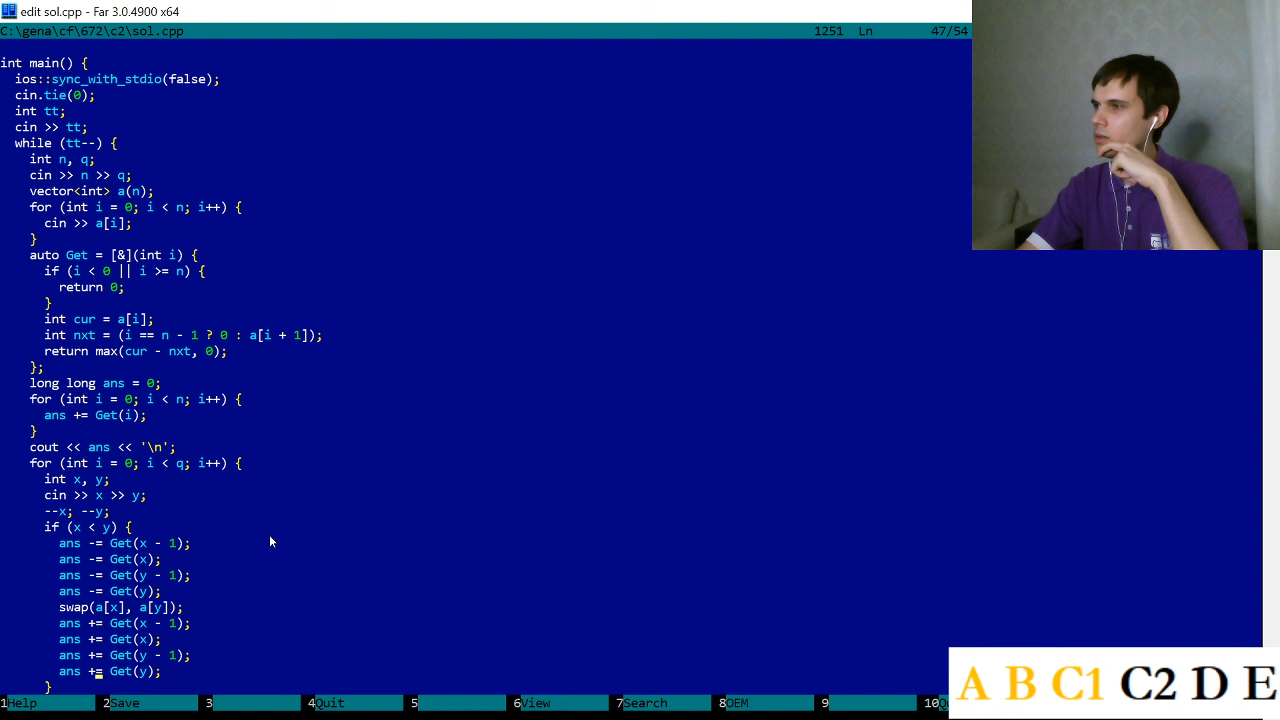 edit sol.cpp - Far 3.0.4900 x64
C:\gena\cf\672\c2\sol.cpp 1251 Ln 47/54
int main() {
ios::sync_with_stdio(false);
cin.tie(0);
int tt;
cin >> tt;
while (tt--) {
int n, q;
cin >> n >> q;
vector<int> a(n);
for (int i = 0; i < n; i++) {
cin >> a[i];
}
auto Get = [&](int i) {
if (i < 0 || i >= n) {
return 0;
}
int cur = a[i];
int nxt = (i == n - 1 ? 0 : a[i + 1]);
return max(cur - nxt, 0);
};
long long ans = 0;
for (int i = 0; i < n; i++) {
ans += Get(i);
}
cout << ans << '\n';
for (int i = 0; i < q; i++) {
int x, y;
cin >> x >> y;
--x; --y;
if (x < y) {
ans -= Get(x - 1);
ans -= Get(x);
ans -= Get(y - 1);
ans -= Get(y);
swap(a[x], a[y]);
ans += Get(x - 1);
ans += Get(x);
ans += Get(y - 1);
ans += Get(y);
}
1Help 2Save 3 4Quit 5 6View 7Search 8OEM 9 10
A B C1 C2 D E